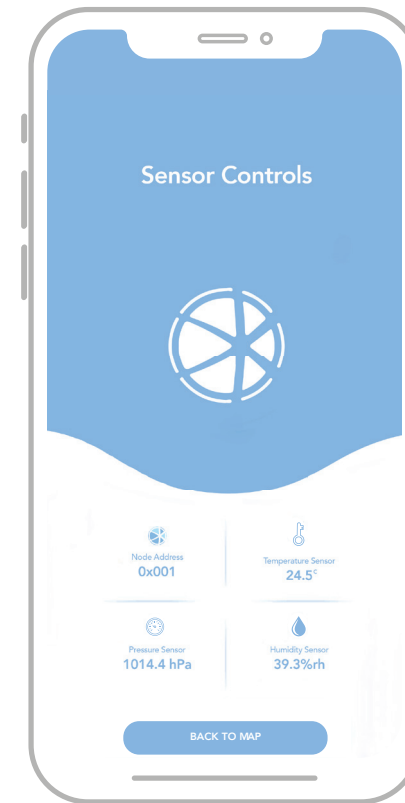 Sensor Controls
Node Address
0x001
Temperature Sensor
24.5°
Pressure Sensor
1014.4 hPa
Humidity Sensor
39.3%rh
BACK TO MAP